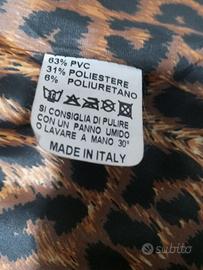 63% PVC
31% POLIESTERE
6% POLIURETANO
SI CONSIGLIA DI PULIRE
CON UN PANNO UMIDO
O LAVARE A MANO 30°
MADE IN ITALY
subito